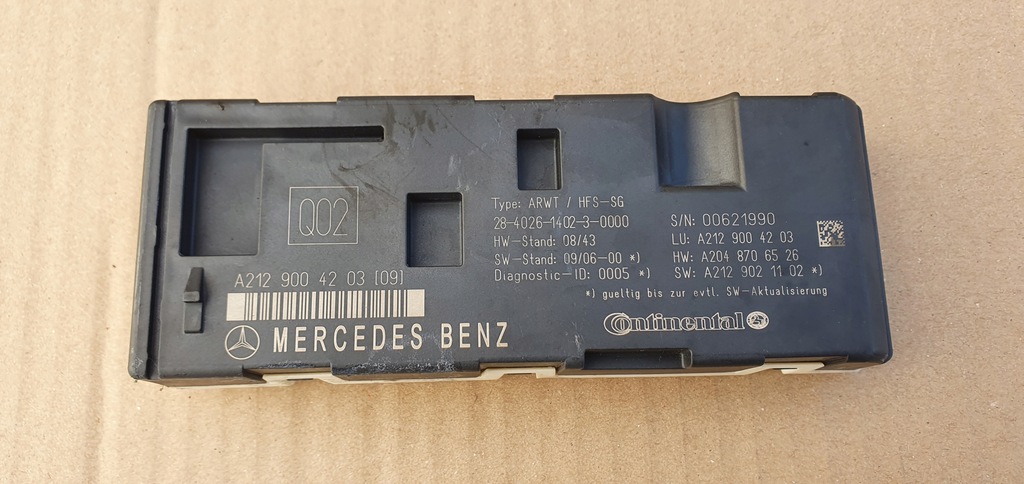 Q02
A212 900 42 03 [09]
MERCEDES BENZ
Type: ARWT / HFS-SG
28-4026-1402-3-0000
HW-Stand: 08/43
SW-Stand: 09/06-00 *)
Diagnostic-ID: 0005 *)
S/N: 00621990
LU: A212 900 42 03
HW: A204 870 65 26
SW: A212 902 11 02 *)
*) gueltig bis zur evtl. SW-Aktualisierung
Continental